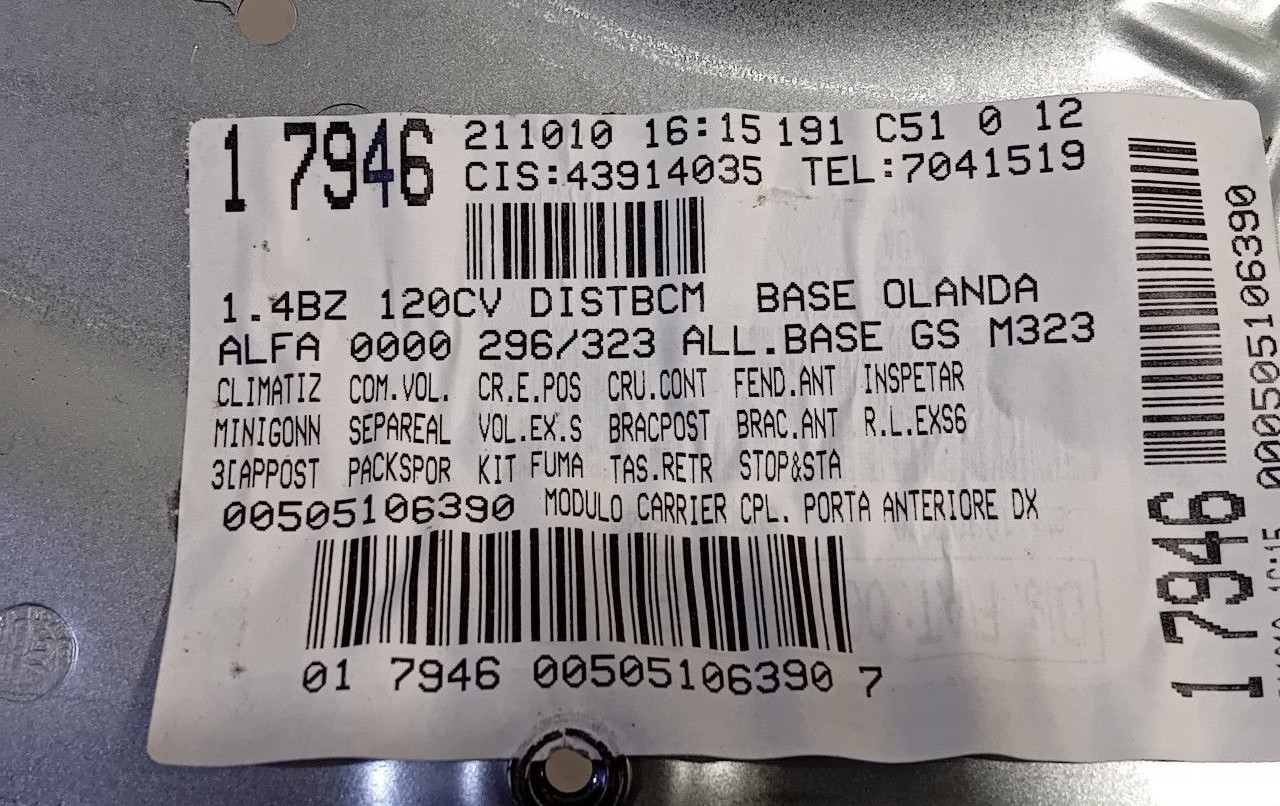 1 7946
211010 16:15 191 C51 0 12
CIS:43914035 TEL:7041519
1.4BZ 120CV DISTBCM BASE OLANDA
ALFA 0000 296/323 ALL.BASE GS M323
CLIMATIZ COM.VOL. CR.E.POS CRU.CONT FEND.ANT INSPETAR
MINIGONN SEPAREAL VOL.EX.S BRACPOST BRAC.ANT R.L.EXS6
3[APPOST PACKSPOR KIT FUMA TAS.RETR STOP&STA
00505106390 MODULO CARRIER CPL. PORTA ANTERIORE DX
01 7946 00505106390 7
1 7946
000505106390